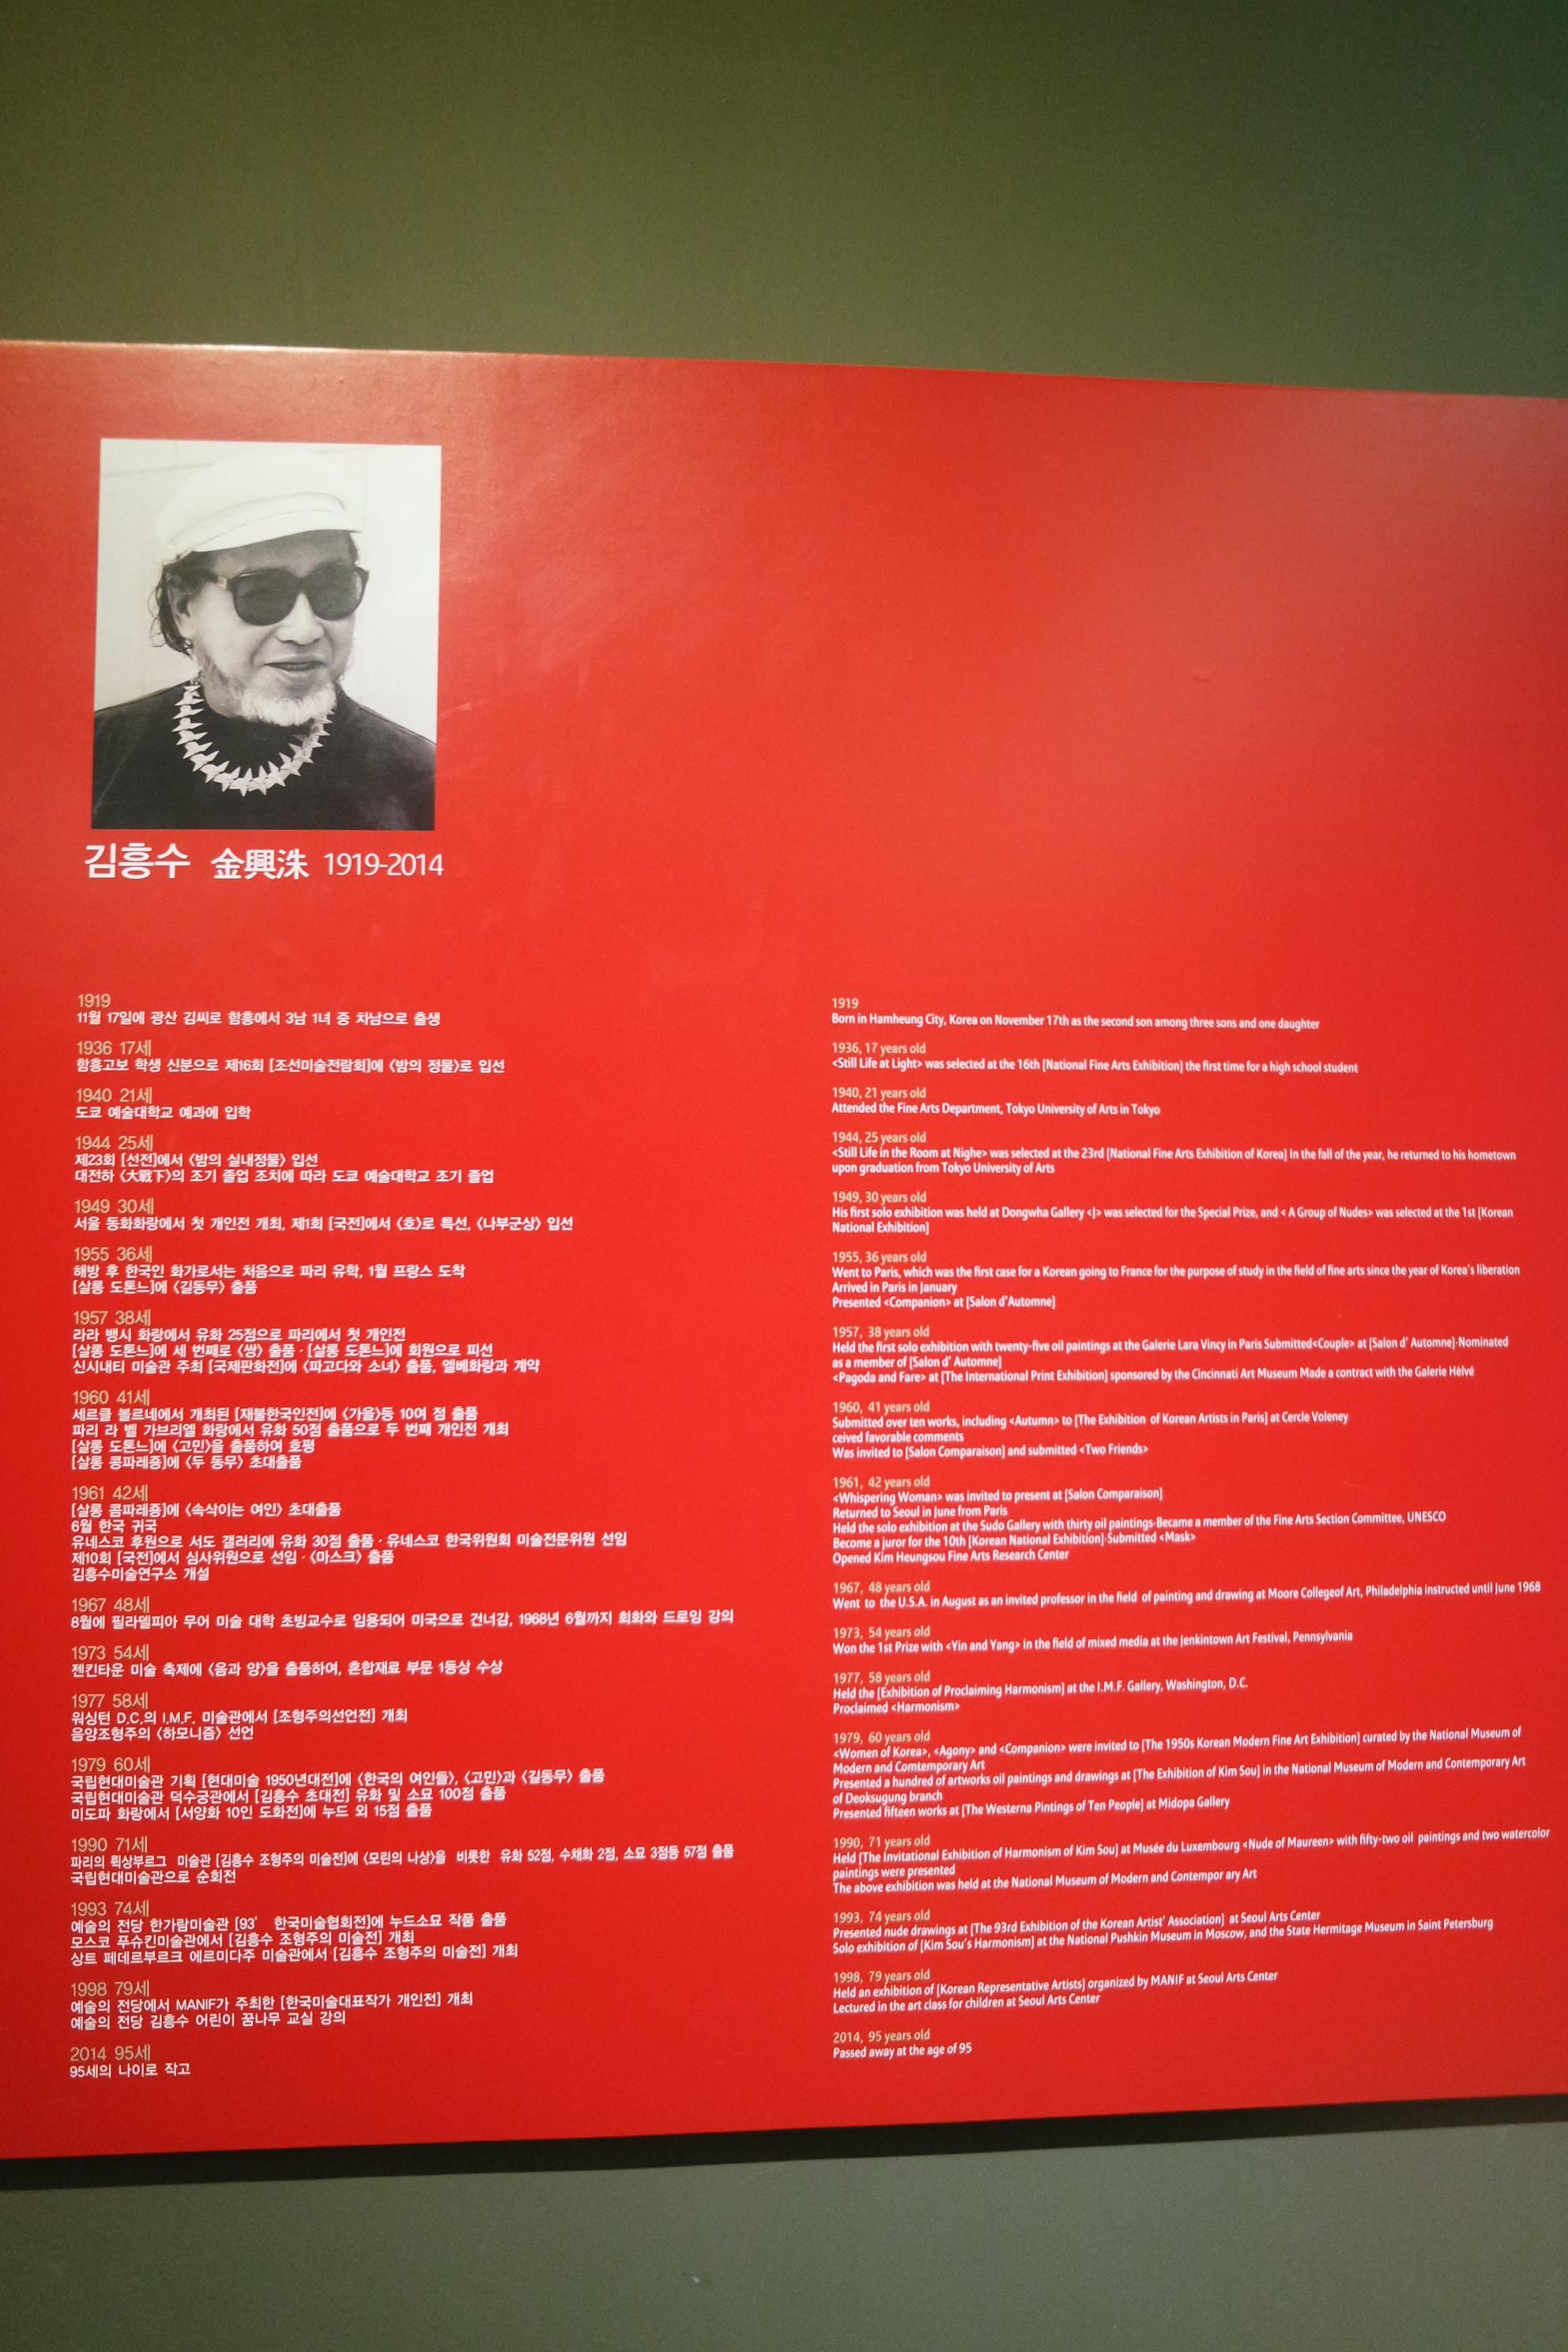 김흥수 金興洙 1919-2014
1919
11월 17일에 광산 김씨로 함흥에서 3남 1녀 중 차남으로 출생
1936 17세
함흥고보 학생 신분으로 제16회 [조선미술전람회]에 〈밤의 정물〉로 입선
1940 21세
도쿄 예술대학교 예과에 입학
1944 25세
제23회 [선전]에서 〈밤의 실내정물〉 입선
대전하 〈大戰下〉의 조기 졸업 조치에 따라 도쿄 예술대학교 조기 졸업
1949 30세
서울 동화화랑에서 첫 개인전 개최, 제1회 [국전]에서 〈호〉로 특선, 〈나부군상〉 입선
1955 36세
해방 후 한국인 화가로서는 처음으로 파리 유학, 1월 프랑스 도착
[살롱 도톤느]에 〈길동무〉 출품
1957 38세
라라 뱅시 화랑에서 유화 25점으로 파리에서 첫 개인전
[살롱 도톤느]에 세 번째로 〈쌍〉 출품 · [살롱 도톤느]에 회원으로 피선
신시내티 미술관 주최 [국제판화전]에 〈파고다와 소녀〉 출품, 엘베화랑과 계약
1960 41세
세르클 볼르네에서 개최된 [재불한국인전]에 〈가을〉등 10여 점 출품
파리 라 벨 가브리엘 화랑에서 유화 50점 출품으로 두 번째 개인전 개최
[살롱 도톤느]에 〈고민〉을 출품하여 호평
[살롱 콩파레죵]에 〈두 동무〉 초대출품
1961 42세
[살롱 콤파레죵]에 〈속삭이는 여인〉 초대출품
6월 한국 귀국
유네스코 후원으로 서도 갤러리에 유화 30점 출품 · 유네스코 한국위원회 미술전문위원 선임
제10회 [국전]에서 심사위원으로 선임 · 〈마스크〉 출품
김흥수미술연구소 개설
1967 48세
8월에 필라델피아 무어 미술 대학 초빙교수로 임용되어 미국으로 건너감, 1968년 6월까지 회화와 드로잉 강의
1973 54세
젠킨타운 미술 축제에 〈음과 양〉을 출품하여, 혼합재료 부문 1등상 수상
1977 58세
워싱턴 D.C.의 I.M.F. 미술관에서 [조형주의선언전] 개최
음양조형주의 〈하모니즘〉 선언
1979 60세
국립현대미술관 기획 [현대미술 1950년대전]에 〈한국의 여인들〉, 〈고민〉과 〈길동무〉 출품
국립현대미술관 덕수궁관에서 [김흥수 초대전] 유화 및 소묘 100점 출품
미도파 화랑에서 [서양화 10인 도화전]에 누드 외 15점 출품
1990 71세
파리의 뤽상부르그 미술관 [김흥수 조형주의 미술전]에 〈모린의 나상〉을 비롯한 유화 52점, 수채화 2점, 소묘 3점등 57점 출품
국립현대미술관으로 순회전
1993 74세
예술의 전당 한가람미술관 [93' 한국미술협회전]에 누드소묘 작품 출품
모스코 푸슈킨미술관에서 [김흥수 조형주의 미술전] 개최
상트 페데르부르크 에르미다주 미술관에서 [김흥수 조형주의 미술전] 개최
1998 79세
예술의 전당에서 MANIF가 주최한 [한국미술대표작가 개인전] 개최
예술의 전당 김흥수 어린이 꿈나무 교실 강의
2014 95세
95세의 나이로 작고
1919
Born in Hamheung City, Korea on November 17th as the second son among three sons and one daughter
1936, 17 years old
<Still Life at Light> was selected at the 16th [National Fine Arts Exhibition] the first time for a high school student
1940, 21 years old
Attended the Fine Arts Department, Tokyo University of Arts in Tokyo
1944, 25 years old
<Still Life in the Room at Nighe> was selected at the 23rd [National Fine Arts Exhibition of Korea] In the fall of the year, he returned to his hometown
upon graduation from Tokyo University of Arts
1949, 30 years old
His first solo exhibition was held at Dongwha Gallery <J> was selected for the Special Prize, and < A Group of Nudes> was selected at the 1st [Korean
National Exhibition]
1955, 36 years old
Went to Paris, which was the first case for a Korean going to France for the purpose of study in the field of fine arts since the year of Korea's liberation
Arrived in Paris in January
Presented <Companion> at [Salon d'Automne]
1957, 38 years old
Held the first solo exhibition with twenty-five oil paintings at the Galerie Lara Vincy in Paris Submitted<Couple> at [Salon d' Automne]·Nominated
as a member of [Salon d' Automne]
<Pagoda and Fare> at [The International Print Exhibition] sponsored by the Cincinnati Art Museum Made a contract with the Galerie Hèlvé
1960, 41 years old
Submitted over ten works, including <Autumn> to [The Exhibition of Korean Artists in Paris] at Cercle Voleney
ceived favorable comments
Was invited to [Salon Comparaison] and submitted <Two Friends>
1961, 42 years old
<Whispering Woman> was invited to present at [Salon Comparaison]
Returned to Seoul in June from Paris
Held the solo exhibition at the Sudo Gallery with thirty oil paintings·Became a member of the Fine Arts Section Committee, UNESCO
Become a juror for the 10th [Korean National Exhibition]·Submitted <Mask>
Opened Kim Heungsou Fine Arts Research Center
1967, 48 years old
Went to the U.S.A. in August as an invited professor in the field of painting and drawing at Moore Collegeof Art, Philadelphia instructed until June 1968
1973, 54 years old
Won the 1st Prize with <Yin and Yang> in the field of mixed media at the Jenkintown Art Festival, Pennsylvania
1977, 58 years old
Held the [Exhibition of Proclaiming Harmonism] at the I.M.F. Gallery, Washington, D.C.
Proclaimed <Harmonism>
1979, 60 years old
<Women of Korea>, <Agony> and <Companion> were invited to [The 1950s Korean Modern Fine Art Exhibition] curated by the National Museum of
Modern and Comtemporary Art
Presented a hundred of artworks oil paintings and drawings at [The Exhibition of Kim Sou] in the National Museum of Modern and Contemporary Art
of Deoksugung branch
Presented fifteen works at [The Westerna Pintings of Ten People] at Midopa Gallery
1990, 71 years old
Held [The Invitational Exhibition of Harmonism of Kim Sou] at Musée du Luxembourg <Nude of Maureen> with fifty-two oil paintings and two watercolor
paintings were presented
The above exhibition was held at the National Museum of Modern and Contempor ary Art
1993, 74 years old
Presented nude drawings at [The 93rd Exhibition of the Korean Artist' Association] at Seoul Arts Center
Solo exhibition of [Kim Sou's Harmonism] at the National Pushkin Museum in Moscow, and the State Hermitage Museum in Saint Petersburg
1998, 79 years old
Held an exhibition of [Korean Representative Artists] organized by MANIF at Seoul Arts Center
Lectured in the art class for children at Seoul Arts Center
2014, 95 years old
Passed away at the age of 95